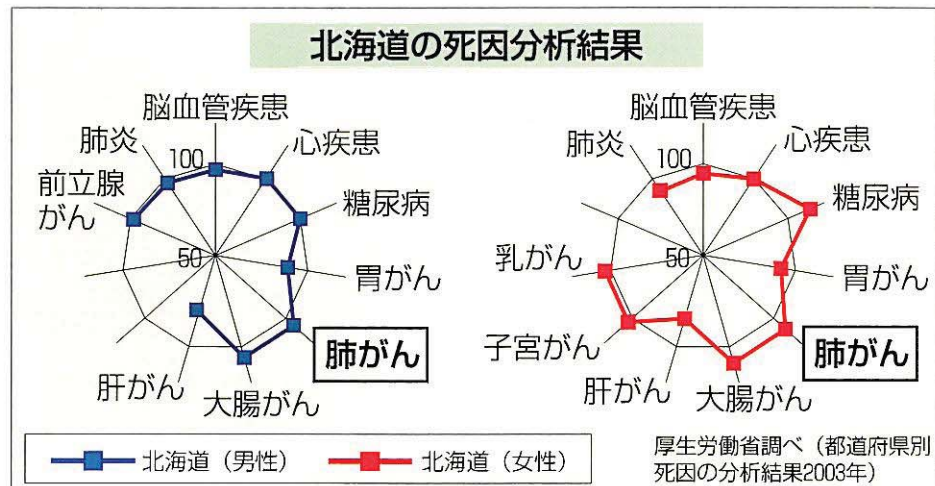 北海道の死因分析結果
脳血管疾患
心疾患
糖尿病
胃がん
肺がん
大腸がん
肝がん
前立腺
がん
肺炎
100
50
脳血管疾患
心疾患
糖尿病
胃がん
肺がん
大腸がん
肝がん
子宮がん
乳がん
肺炎
100
50
北海道（男性）
北海道（女性）
厚生労働省調べ（都道府県別
死因の分析結果2003年）